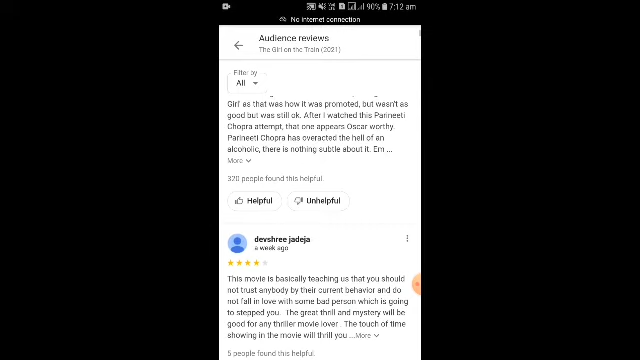 90% 7:12 am
No internet connection
Audience reviews
The Girl on the Train (2021)
Filter by
All
Girl' as that was how it was promoted, but wasn't as
good but was still ok. After I watched this Parineeti
Chopra attempt, that one appears Oscar worthy.
Parineeti Chopra has overacted the hell of an
alcoholic, there is nothing subtle about it. Em ...
More
320 people found this helpful.
Helpful Unhelpful
devshree jadeja
a week ago
This movie is basically teaching us that you should
not trust anybody by their current behavior and do
not fall in love with some bad person which is going
to stepped you. The great thrill and mystery will be
good for any thriller movie lover. The touch of time
showing in the movie will thrill you ... More
5 people found this helpful.